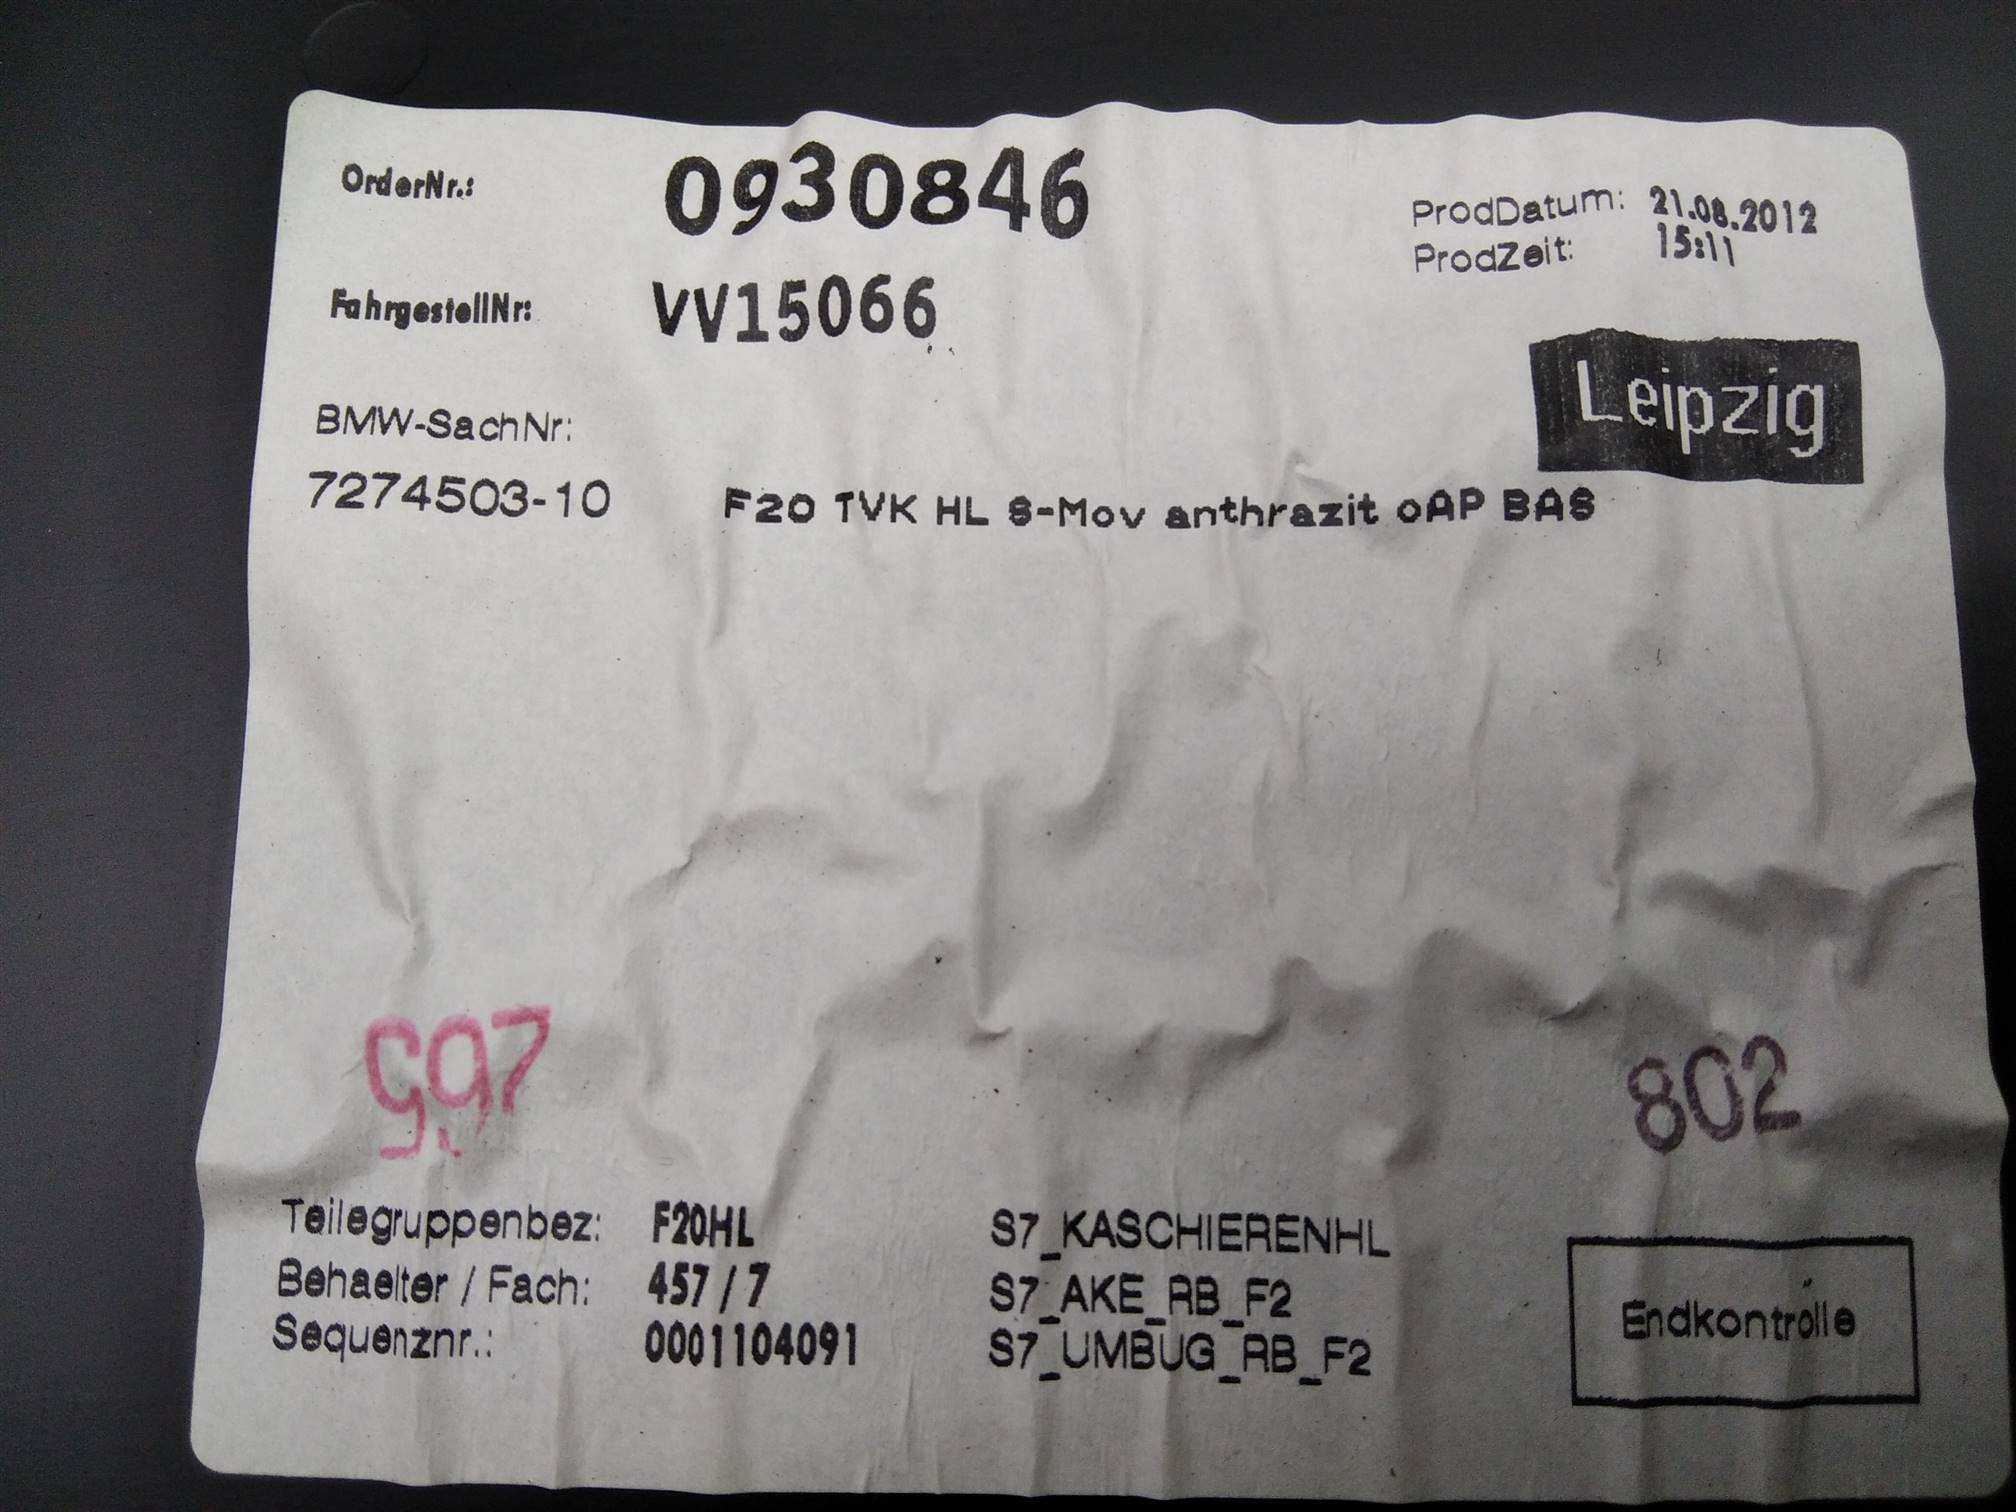 OrderNr.: 0930846
ProdDatum: 21.08.2012
ProdZeit: 15:11
FahrgestellNr: VV15066
Leipzig
BMW-SachNr:
7274503-10 F20 TVK HL S-Mov anthrazit oAP BAS
802
Teilegruppenbez: F20HL S7_KASCHIERENHL
Behaelter / Fach: 457 / 7 S7_AKE_RB_F2
Sequenznr.: 0001104091 S7_UMBUG_RB_F2
Endkontrolle